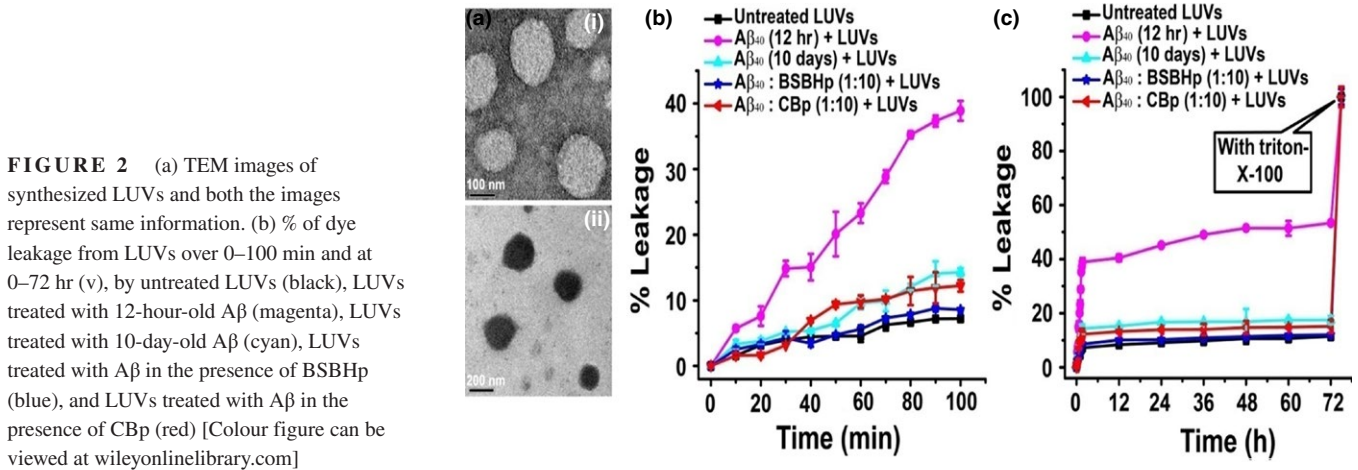 FIGURE 2 (a) TEM images of
synthesized LUVs and both the images
represent same information. (b) % of dye
leakage from LUVs over 0–100 min and at
0–72 hr (v), by untreated LUVs (black), LUVs
treated with 12-hour-old Aβ (magenta), LUVs
treated with 10-day-old Aβ (cyan), LUVs
treated with Aβ in the presence of BSBHp
(blue), and LUVs treated with Aβ in the
presence of CBp (red) [Colour figure can be
viewed at wileyonlinelibrary.com]
(a)
(i)
100 nm
(ii)
200 nm
(b)
Untreated LUVs
Aβ40 (12 hr) + LUVs
Aβ40 (10 days) + LUVs
Aβ40 : BSBHp (1:10) + LUVs
Aβ40 : CBp (1:10) + LUVs
% Leakage
40
30
20
10
0
0 20 40 60 80 100
Time (min)
(c)
Untreated LUVs
Aβ40 (12 hr) + LUVs
Aβ40 (10 days) + LUVs
Aβ40 : BSBHp (1:10) + LUVs
Aβ40 : CBp (1:10) + LUVs
With triton-
X-100
% Leakage
100
80
60
40
20
0
0 12 24 36 48 60 72
Time (h)